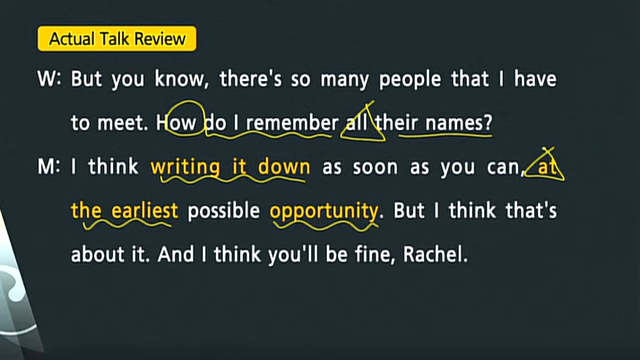 Actual Talk Review
W: But you know, there's so many people that I have
to meet. How do I remember all their names?
M: I think writing it down as soon as you can, at
the earliest possible opportunity. But I think that's
about it. And I think you'll be fine, Rachel.